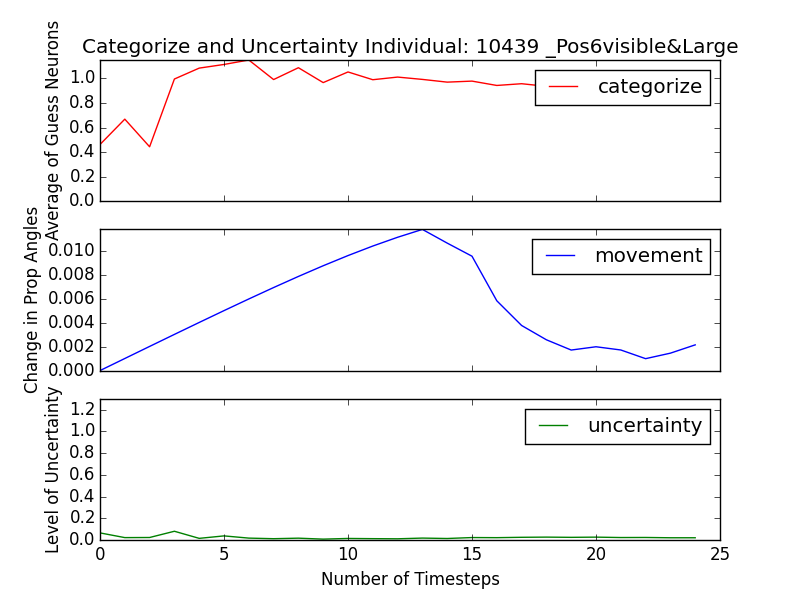 Categorize and Uncertainty Individual: 10439 _Pos6visible&Large
Average of Guess Neurons
1.0
0.8
0.6
0.4
0.2
0.0
categorize
Change in Prop Angles
0.010
0.008
0.006
0.004
0.002
0.000
movement
Level of Uncertainty
1.2
1.0
0.8
0.6
0.4
0.2
0.0
uncertainty
0 5 10 15 20 25
Number of Timesteps